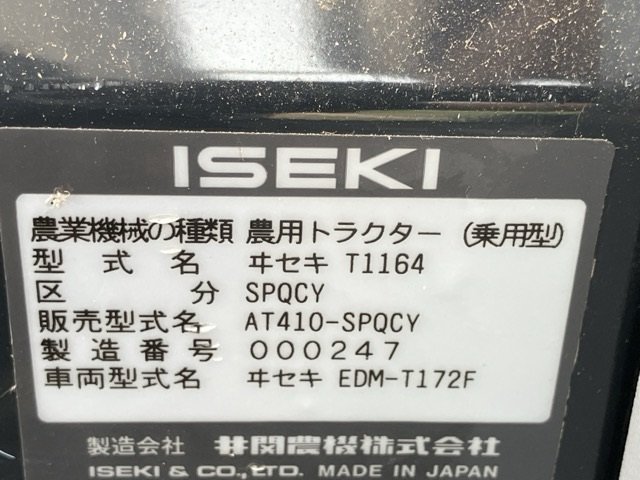 ISEKI
農業機械の種類 農用トラクター (乗用型)
型式名 ヰセキ T1164
区分 SPQCY
販売型式名 AT410-SPQCY
製造番号 000247
車両型式名 ヰセキ EDM-T172F
製造会社 井関農機株式会社
ISEKI & CO., LTD. MADE IN JAPAN